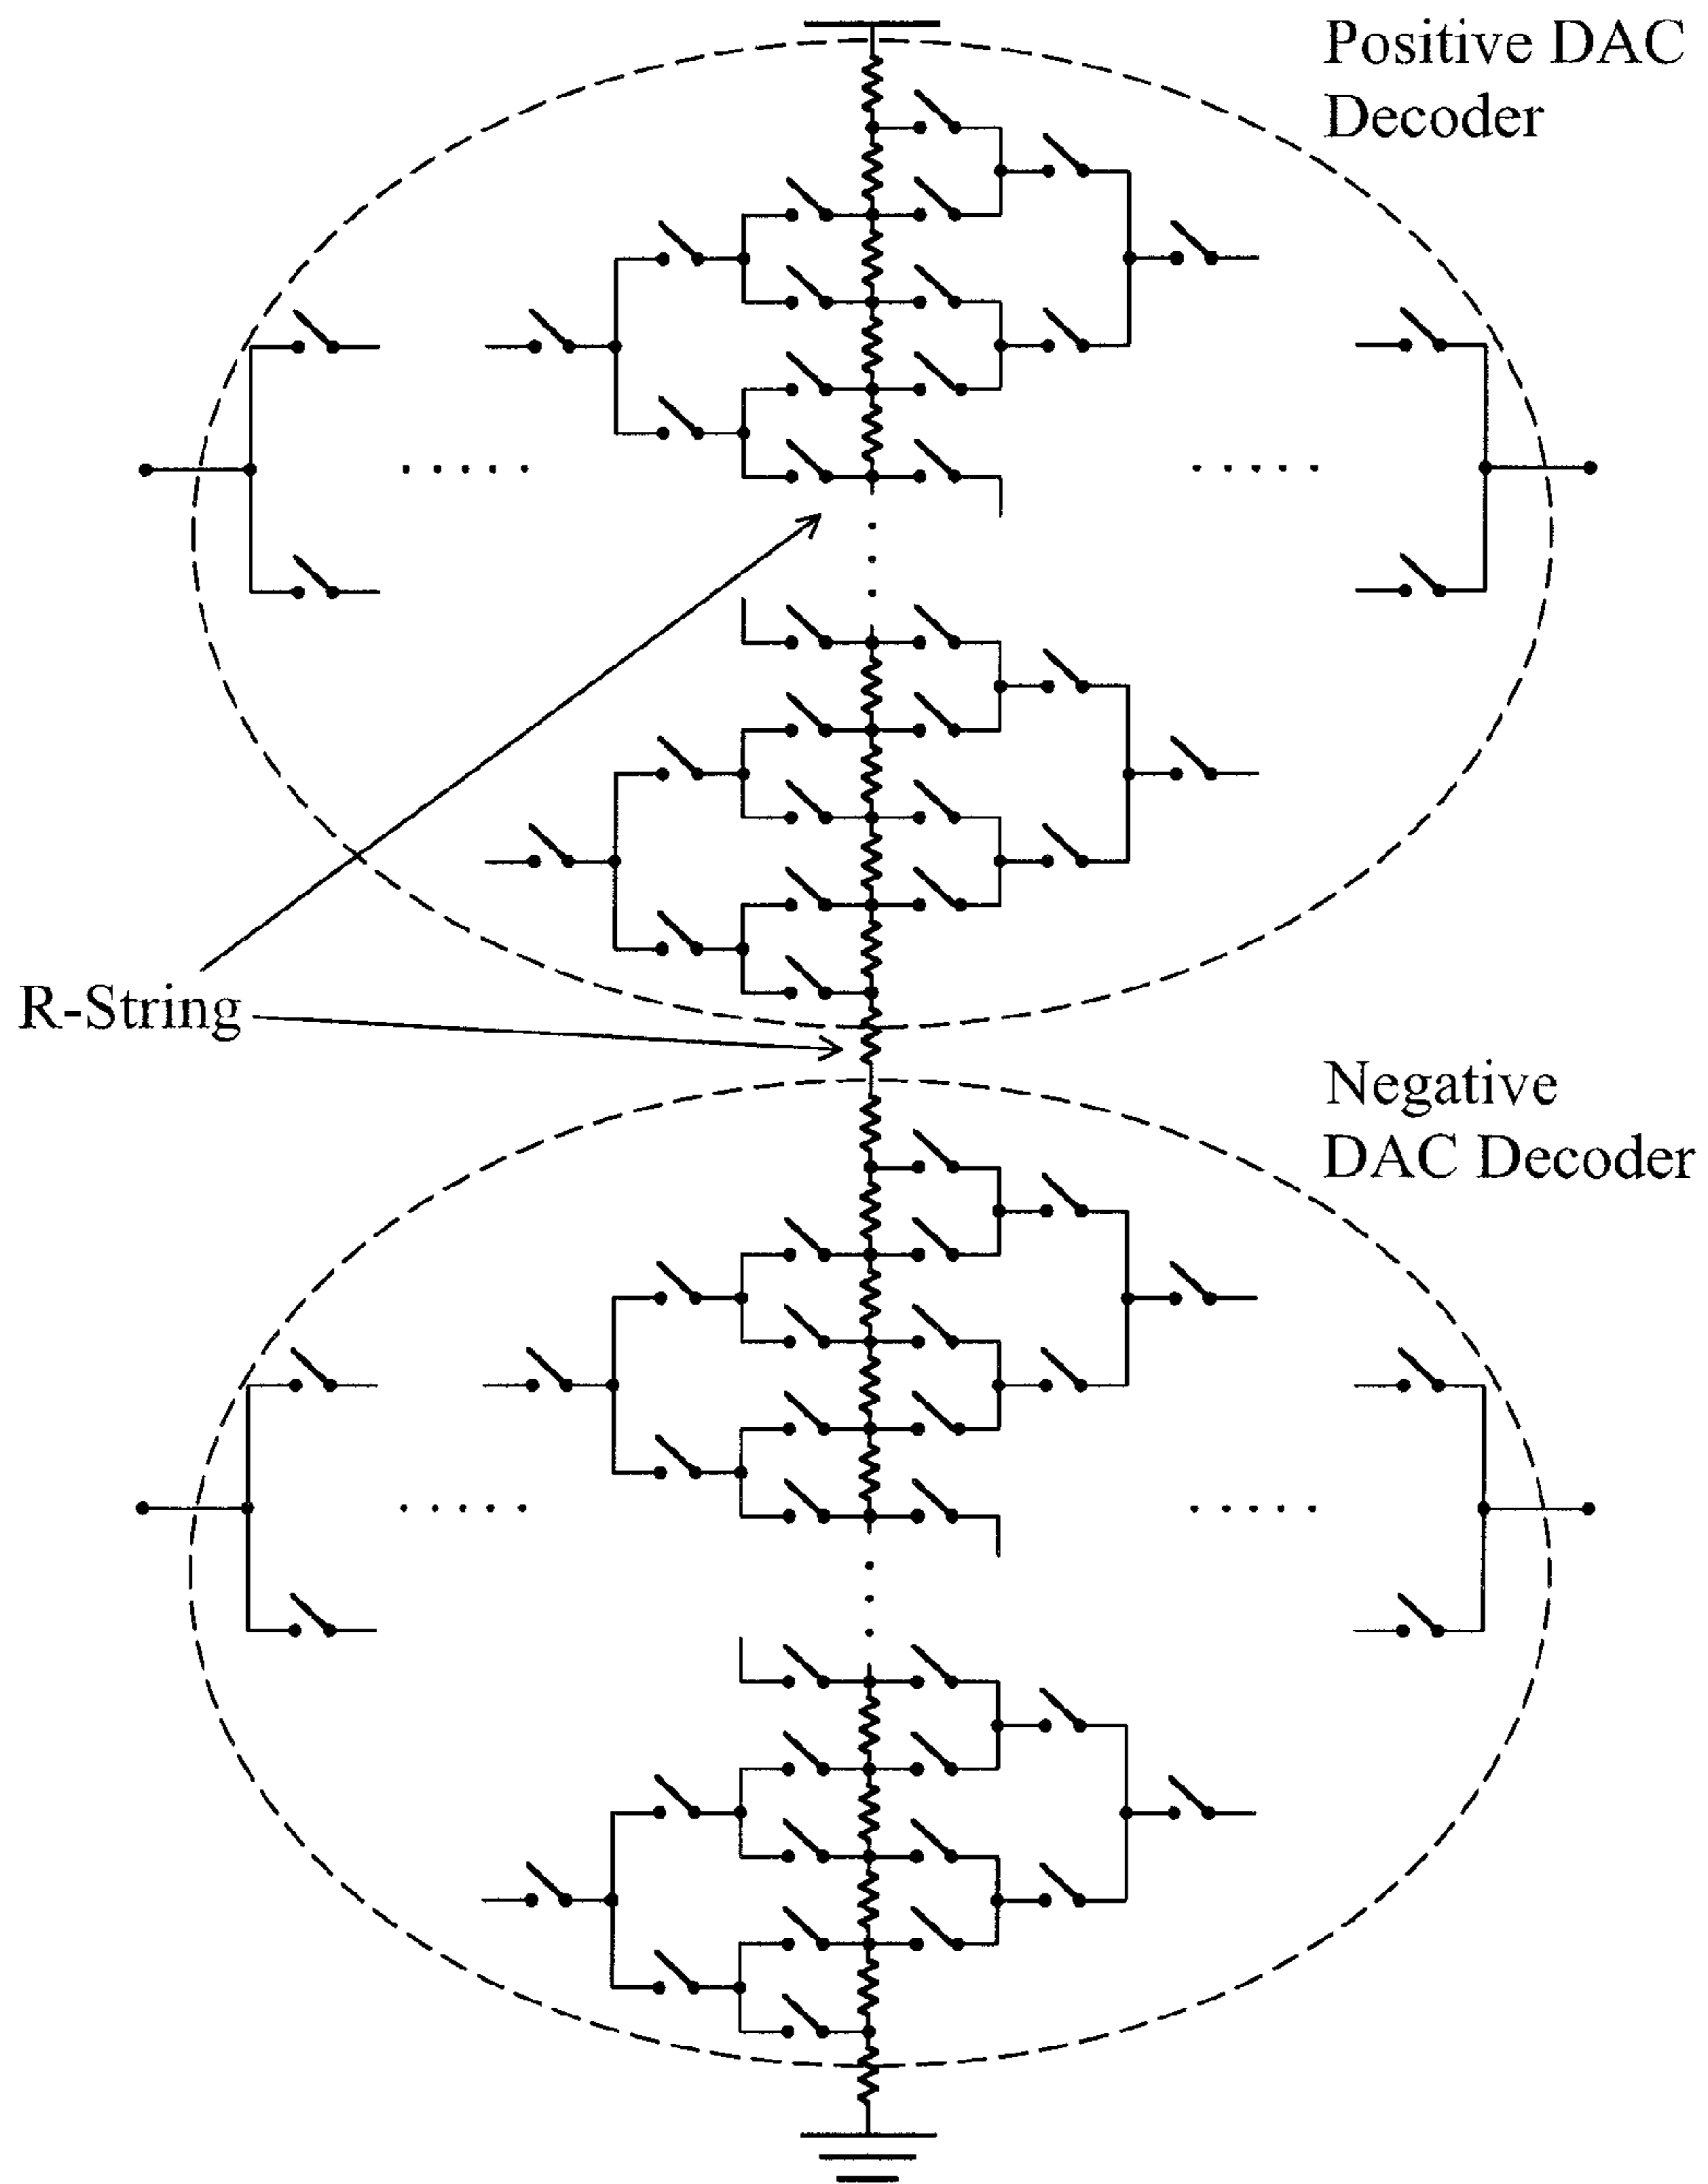 Positive DAC
Decoder
R-String
Negative
DAC Decoder